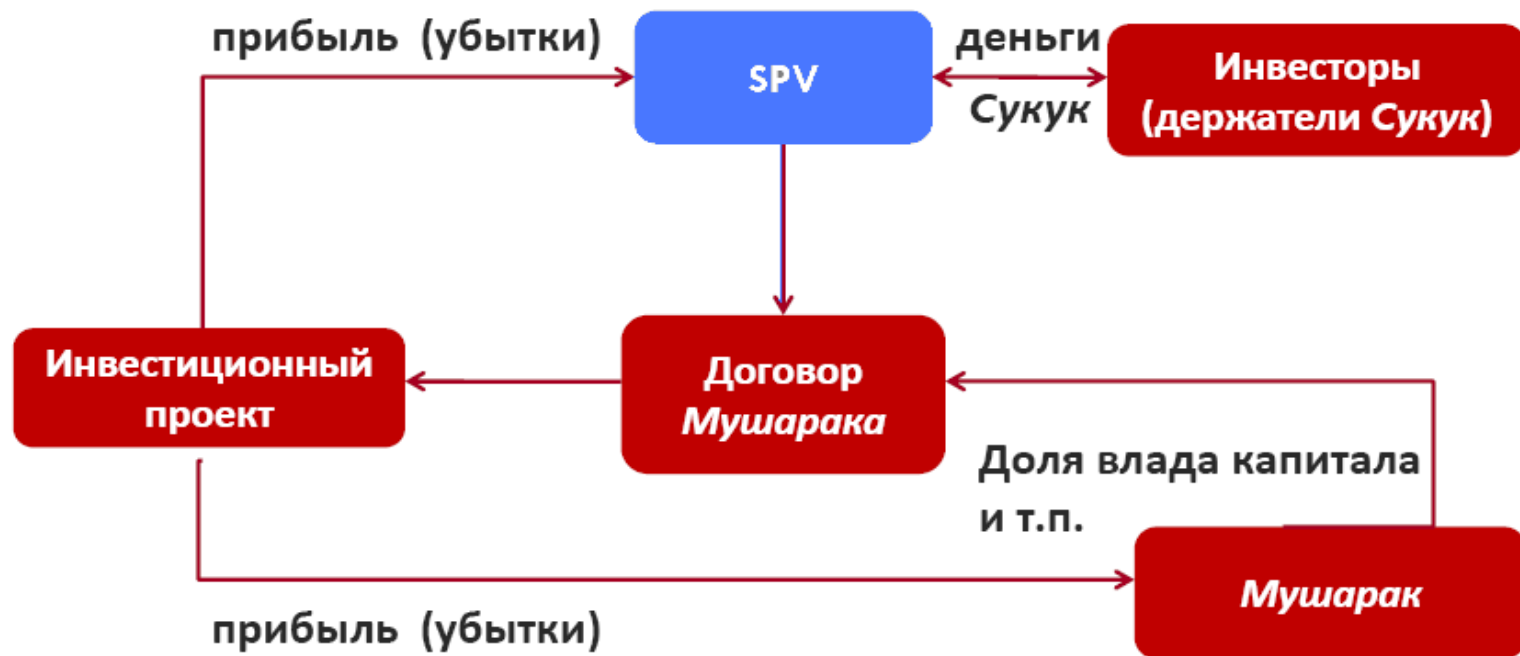 прибыль (убытки)
SPV
деньги
Сукук
Инвесторы
(держатели Сукук)
Инвестиционный
проект
Договор
Мушарака
Доля влада капитала
и т.п.
Мушарак
прибыль (убытки)